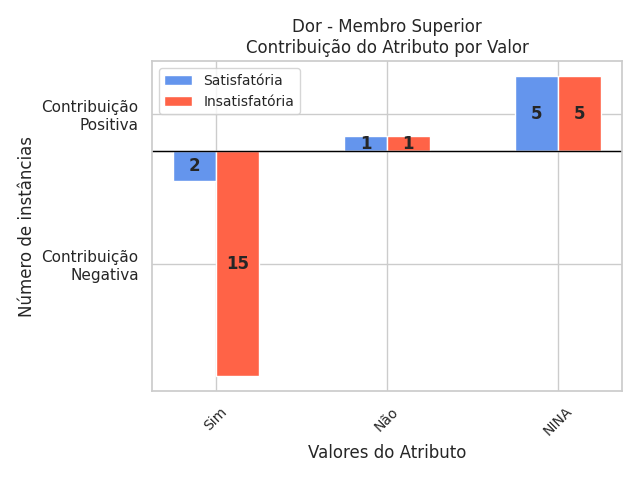 Dor - Membro Superior
Contribuição do Atributo por Valor
Satisfatória
Insatisfatória
Contribuição
Positiva
Contribuição
Negativa
Número de instâncias
2
15
1
1
5
5
Sim
Não
NINA
Valores do Atributo